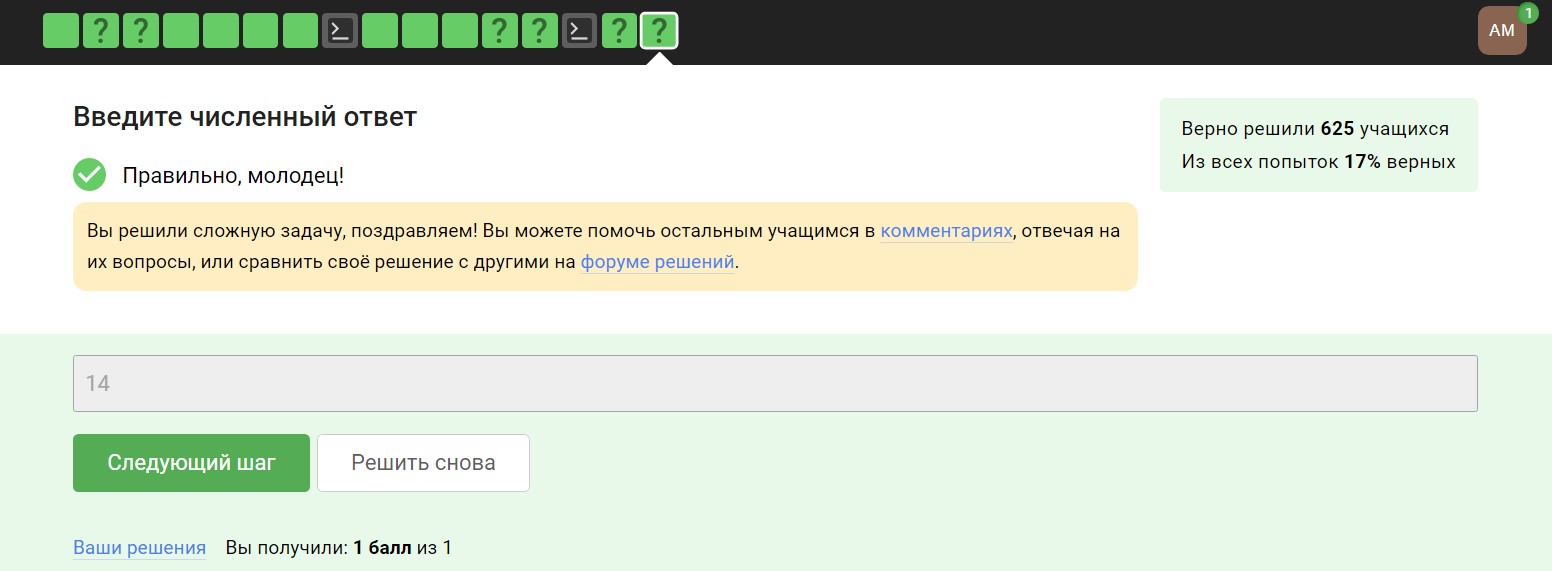 ? ? ? ? ? ?
AM
1
Введите численный ответ
Верно решили 625 учащихся
Из всех попыток 17% верных
Правильно, молодец!
Вы решили сложную задачу, поздравляем! Вы можете помочь остальным учащимся в комментариях, отвечая на
их вопросы, или сравнить своё решение с другими на форуме решений.
14
Следующий шаг
Решить снова
Ваши решения Вы получили: 1 балл из 1